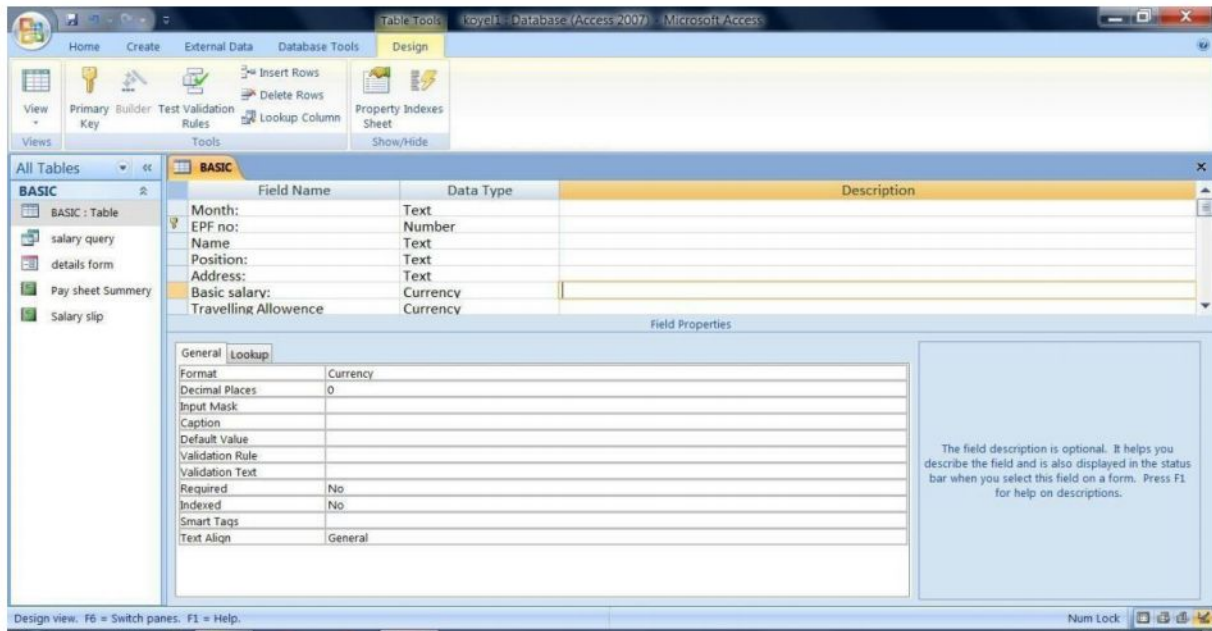 Table Tools koyel1 : Database (Access 2007) - Microsoft Access
Home Create External Data Database Tools Design
Insert Rows
Delete Rows
Lookup Column
View Primary Key Builder Test Validation Rules Property Sheet Indexes
Views Tools Show/Hide
All Tables
BASIC
BASIC : Table
salary query
details form
Pay sheet Summery
Salary slip
BASIC
Field Name Data Type Description
Month: Text
EPF no: Number
Name Text
Position: Text
Address: Text
Basic salary: Currency
Travelling Allowence Currency
Field Properties
General Lookup
Format Currency
Decimal Places 0
Input Mask
Caption
Default Value
Validation Rule
Validation Text
Required No
Indexed No
Smart Tags
Text Align General
The field description is optional. It helps you
describe the field and is also displayed in the status
bar when you select this field on a form. Press F1
for help on descriptions.
Design view. F6 = Switch panes. F1 = Help. Num Lock